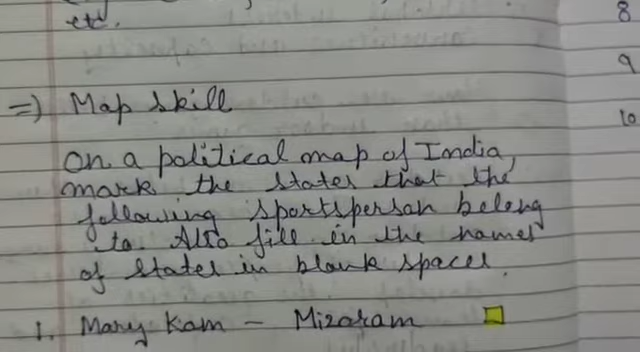 etc.
8
9
10
=) Map skill
On a political map of India,
mark the states that the
following sportsperson belong
to. Also fill in the names
of states in blank spaces.
1. Mary Kom - Mizoram